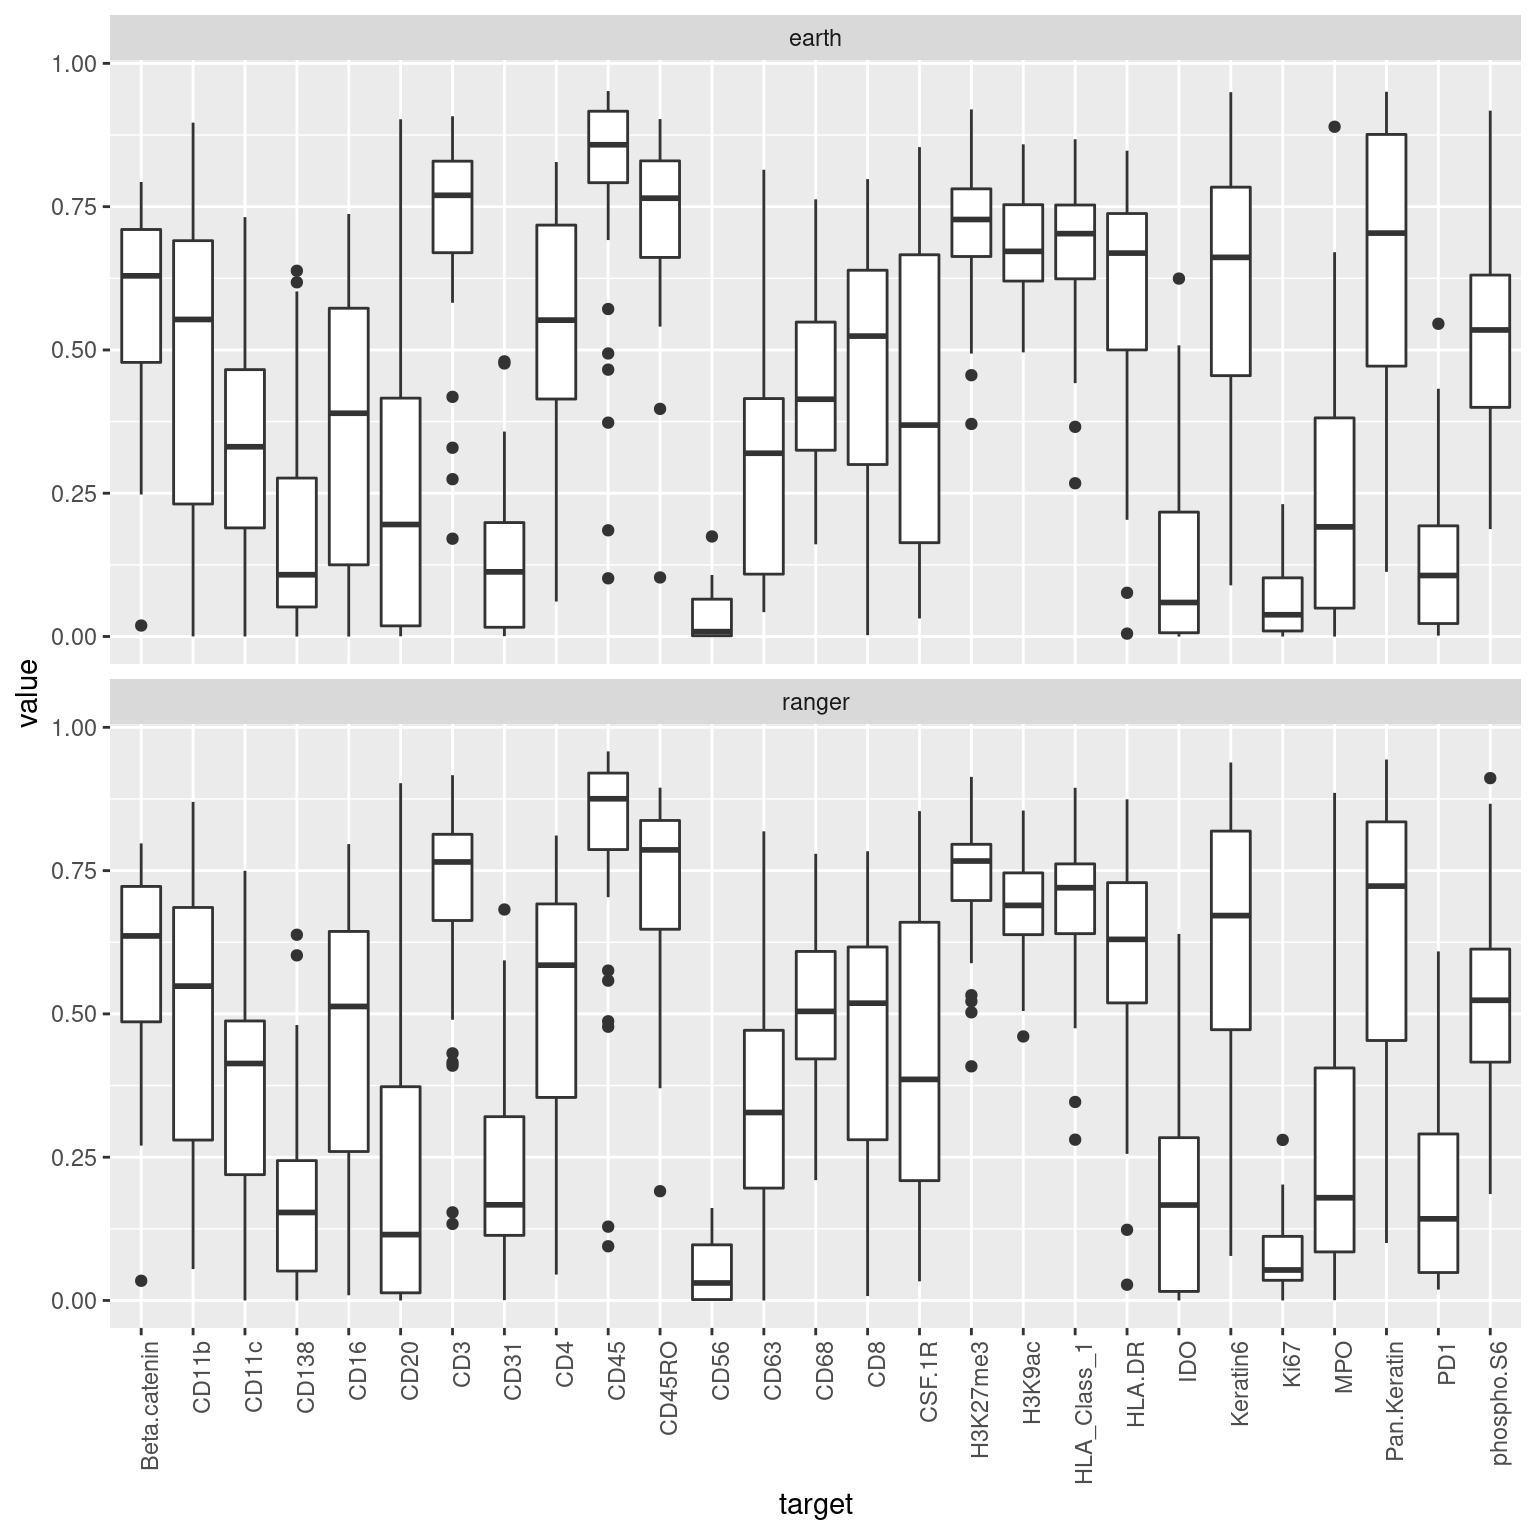 earth
1.00
0.75
0.50
0.25
0.00
value
ranger
1.00
0.75
0.50
0.25
0.00
Beta.catenin
CD11b
CD11c
CD138
CD16
CD20
CD3
CD31
CD4
CD45
CD45RO
CD56
CD63
CD68
CD8
CSF.1R
H3K27me3
H3K9ac
HLA_Class_1
HLA.DR
IDO
Keratin6
Ki67
MPO
Pan.Keratin
PD1
phospho.S6
target